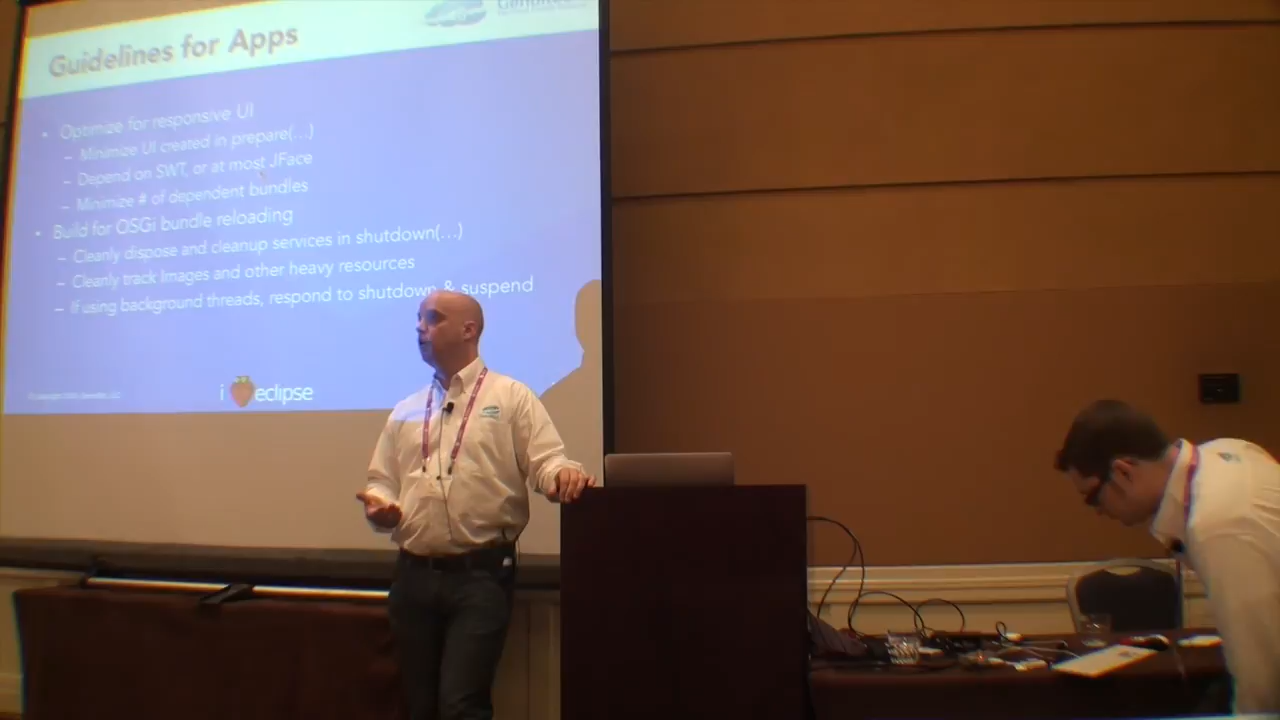 Guidelines for Apps
• Optimize for responsive UI
– Minimize UI created in prepare(…)
– Depend on SWT, or at most JFace
– Minimize # of dependent bundles
• Build for OSGi bundle reloading
– Cleanly dispose and cleanup services in shutdown(…)
– Cleanly track Images and other heavy resources
– If using background threads, respond to shutdown & suspend
i eclipse